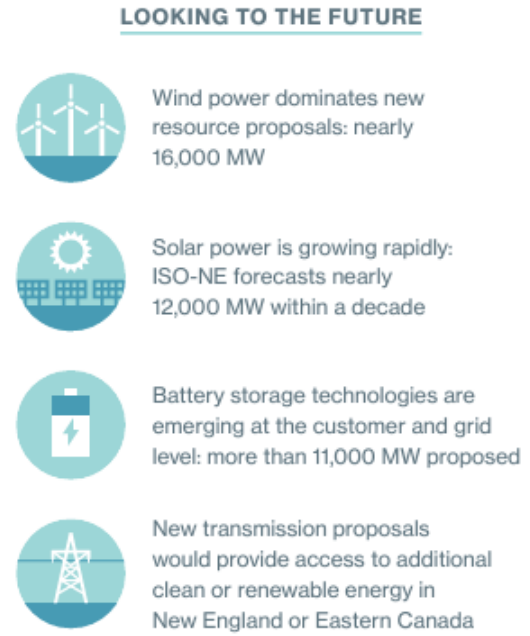 LOOKING TO THE FUTURE
Wind power dominates new
resource proposals: nearly
16,000 MW
Solar power is growing rapidly:
ISO-NE forecasts nearly
12,000 MW within a decade
Battery storage technologies are
emerging at the customer and grid
level: more than 11,000 MW proposed
New transmission proposals
would provide access to additional
clean or renewable energy in
New England or Eastern Canada